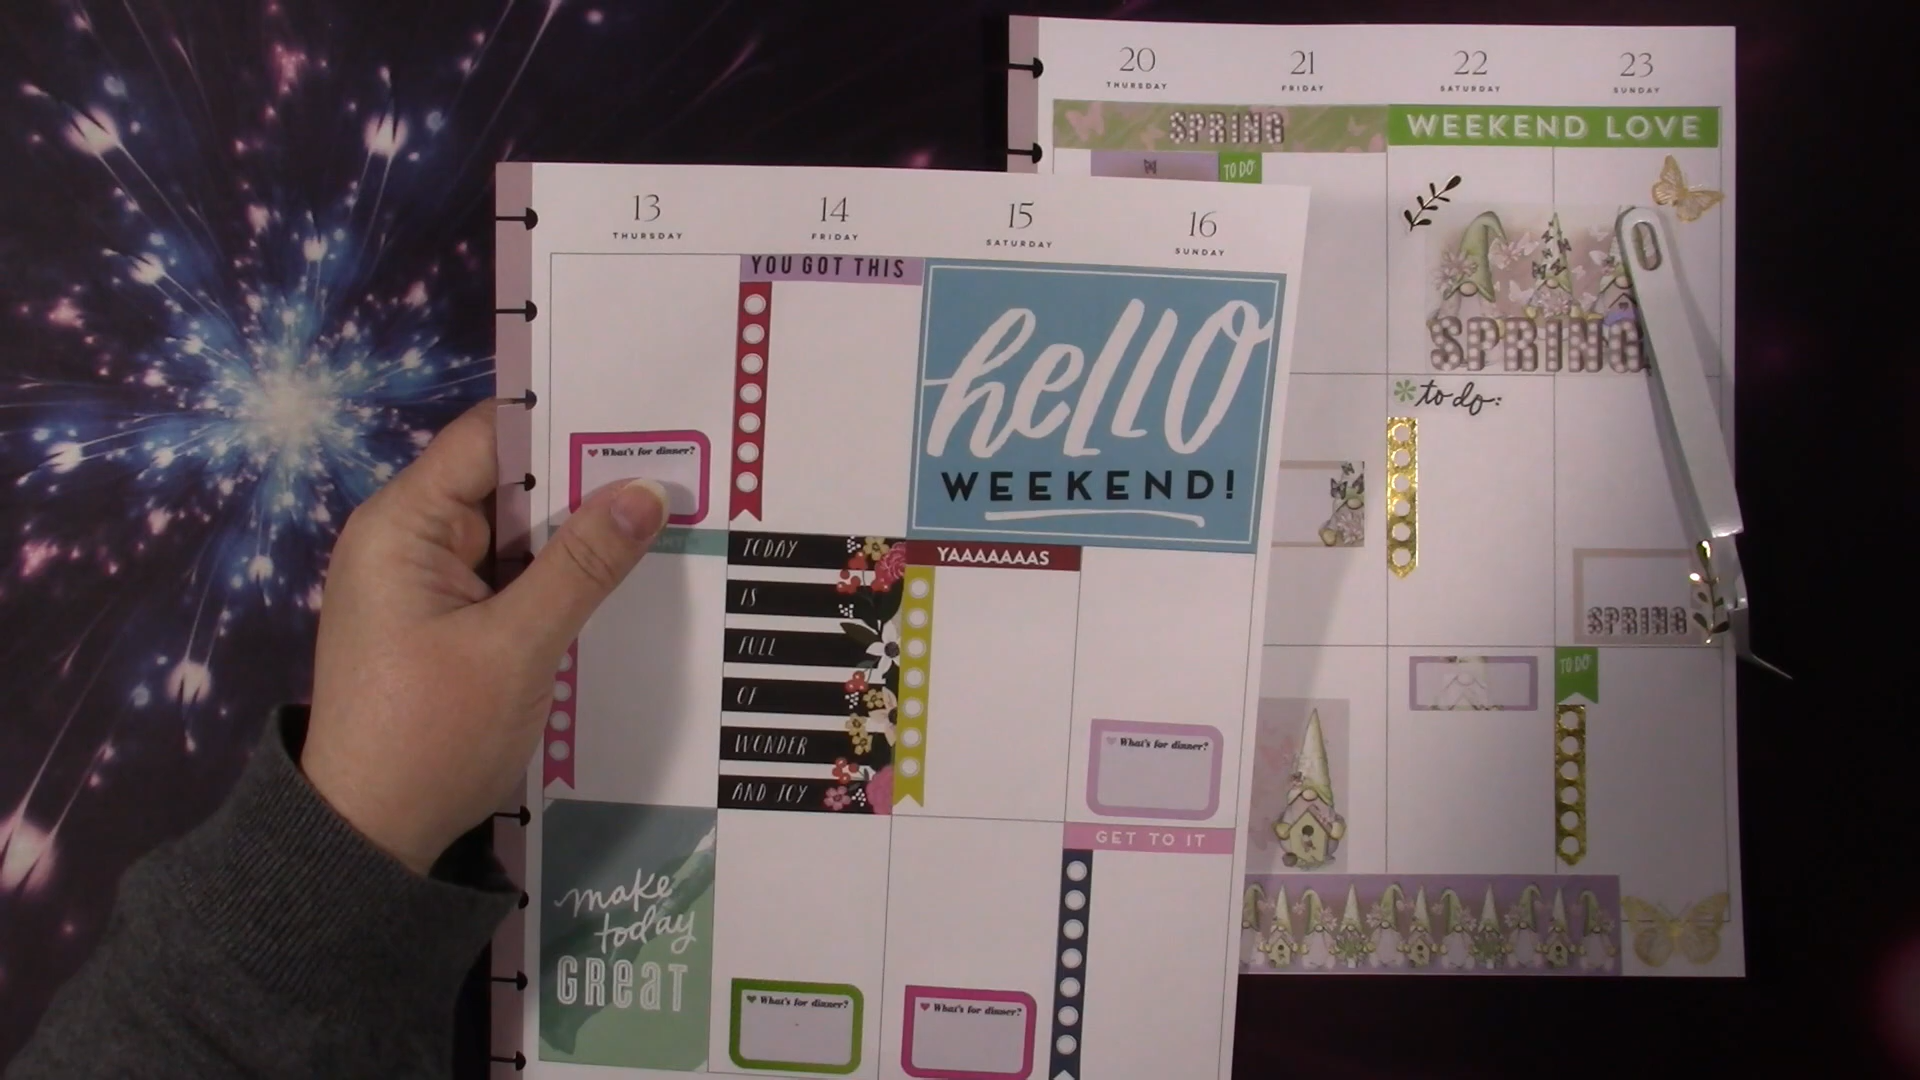 20 21 22 23
THURSDAY FRIDAY SATURDAY SUNDAY
SPRING WEEKEND LOVE
TO DO
SPRING
*to do:
SPRING
TO DO
13 14 15 16
THURSDAY FRIDAY SATURDAY SUNDAY
YOU GOT THIS
hello
WEEKEND!
What's for dinner?
TODAY
IS
FULL
OF
WONDER
AND JOY
YAAAAAAAS
What's for dinner?
GET TO IT
make
today
GREAT
What's for dinner?
What's for dinner?